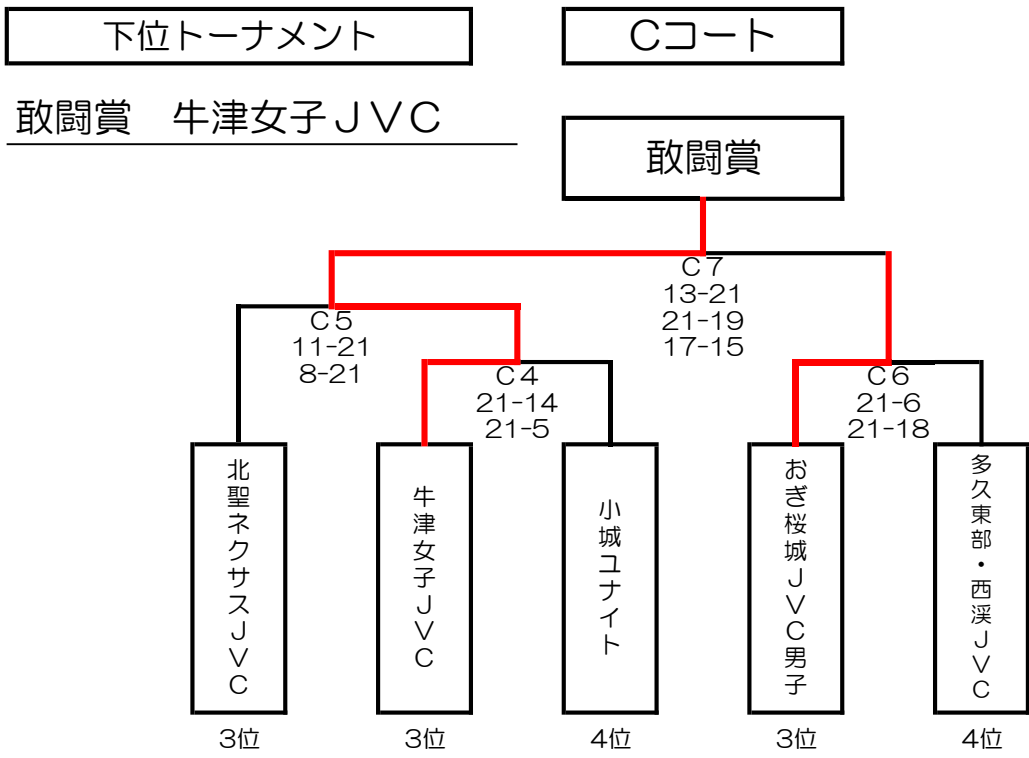 下位トーナメント
Cコート
敢闘賞　牛津女子ＪＶＣ
敢闘賞
C7
13-21
21-19
17-15
C5
11-21
8-21
C4
21-14
21-5
C6
21-6
21-18
北聖ネクサスＪＶＣ
牛津女子ＪＶＣ
小城ユナイト
おぎ桜城ＪＶＣ男子
多久東部・西渓ＪＶＣ
3位
3位
4位
3位
4位